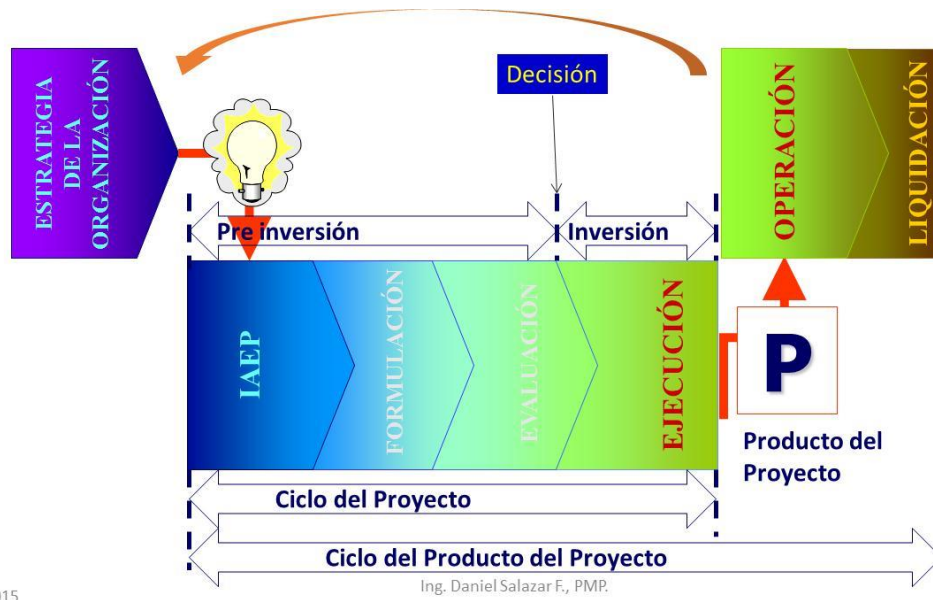 Decisión
ESTRATEGIA
DE LA
ORGANIZACIÓN
OPERACIÓN
LIQUIDACIÓN
Pre inversión
Inversión
IAEP
FORMULACIÓN
EVALUACIÓN
EJECUCIÓN
P
Producto del
Proyecto
Ciclo del Proyecto
Ciclo del Producto del Proyecto
Ing. Daniel Salazar F., PMP.